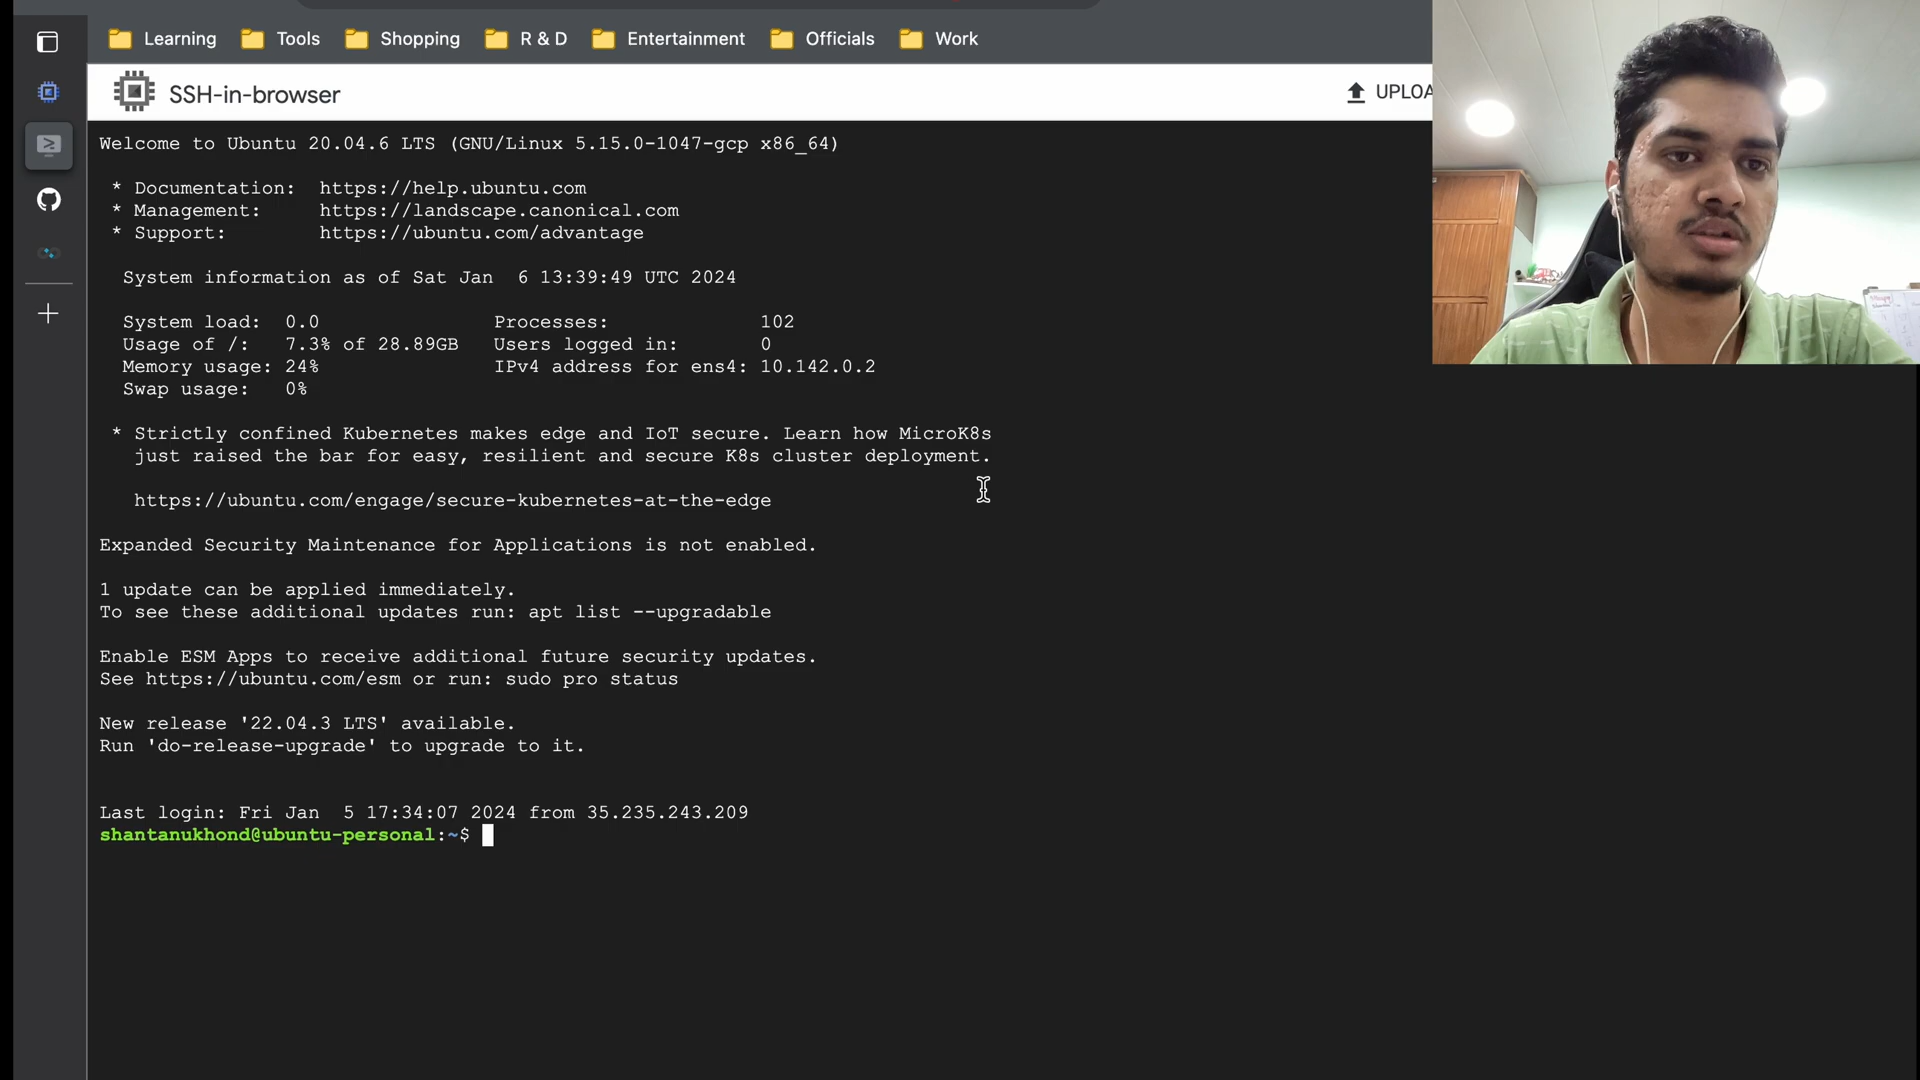 Learning Tools Shopping R & D Entertainment Officials Work
SSH-in-browser
UPLOA
Welcome to Ubuntu 20.04.6 LTS (GNU/Linux 5.15.0-1047-gcp x86_64)
* Documentation: https://help.ubuntu.com
* Management: https://landscape.canonical.com
* Support: https://ubuntu.com/advantage
System information as of Sat Jan 6 13:39:49 UTC 2024
System load: 0.0 Processes: 102
Usage of /: 7.3% of 28.89GB Users logged in: 0
Memory usage: 24% IPv4 address for ens4: 10.142.0.2
Swap usage: 0%
* Strictly confined Kubernetes makes edge and IoT secure. Learn how MicroK8s
just raised the bar for easy, resilient and secure K8s cluster deployment.
https://ubuntu.com/engage/secure-kubernetes-at-the-edge
Expanded Security Maintenance for Applications is not enabled.
1 update can be applied immediately.
To see these additional updates run: apt list --upgradable
Enable ESM Apps to receive additional future security updates.
See https://ubuntu.com/esm or run: sudo pro status
New release '22.04.3 LTS' available.
Run 'do-release-upgrade' to upgrade to it.
Last login: Fri Jan 5 17:34:07 2024 from 35.235.243.209
shantanukhond@ubuntu-personal:~$